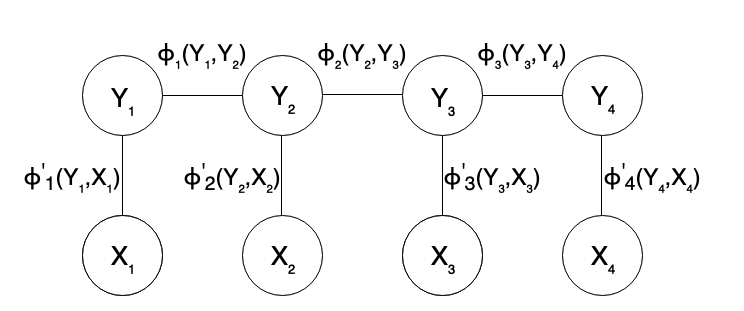 ϕ₁(Y₁,Y₂) ϕ₂(Y₂,Y₃) ϕ₃(Y₃,Y₄)
Y₁ Y₂ Y₃ Y₄
ϕ'1(Y₁,X₁) ϕ'2(Y₂,X₂) ϕ'3(Y₃,X₃) ϕ'4(Y₄,X₄)
X₁ X₂ X₃ X₄